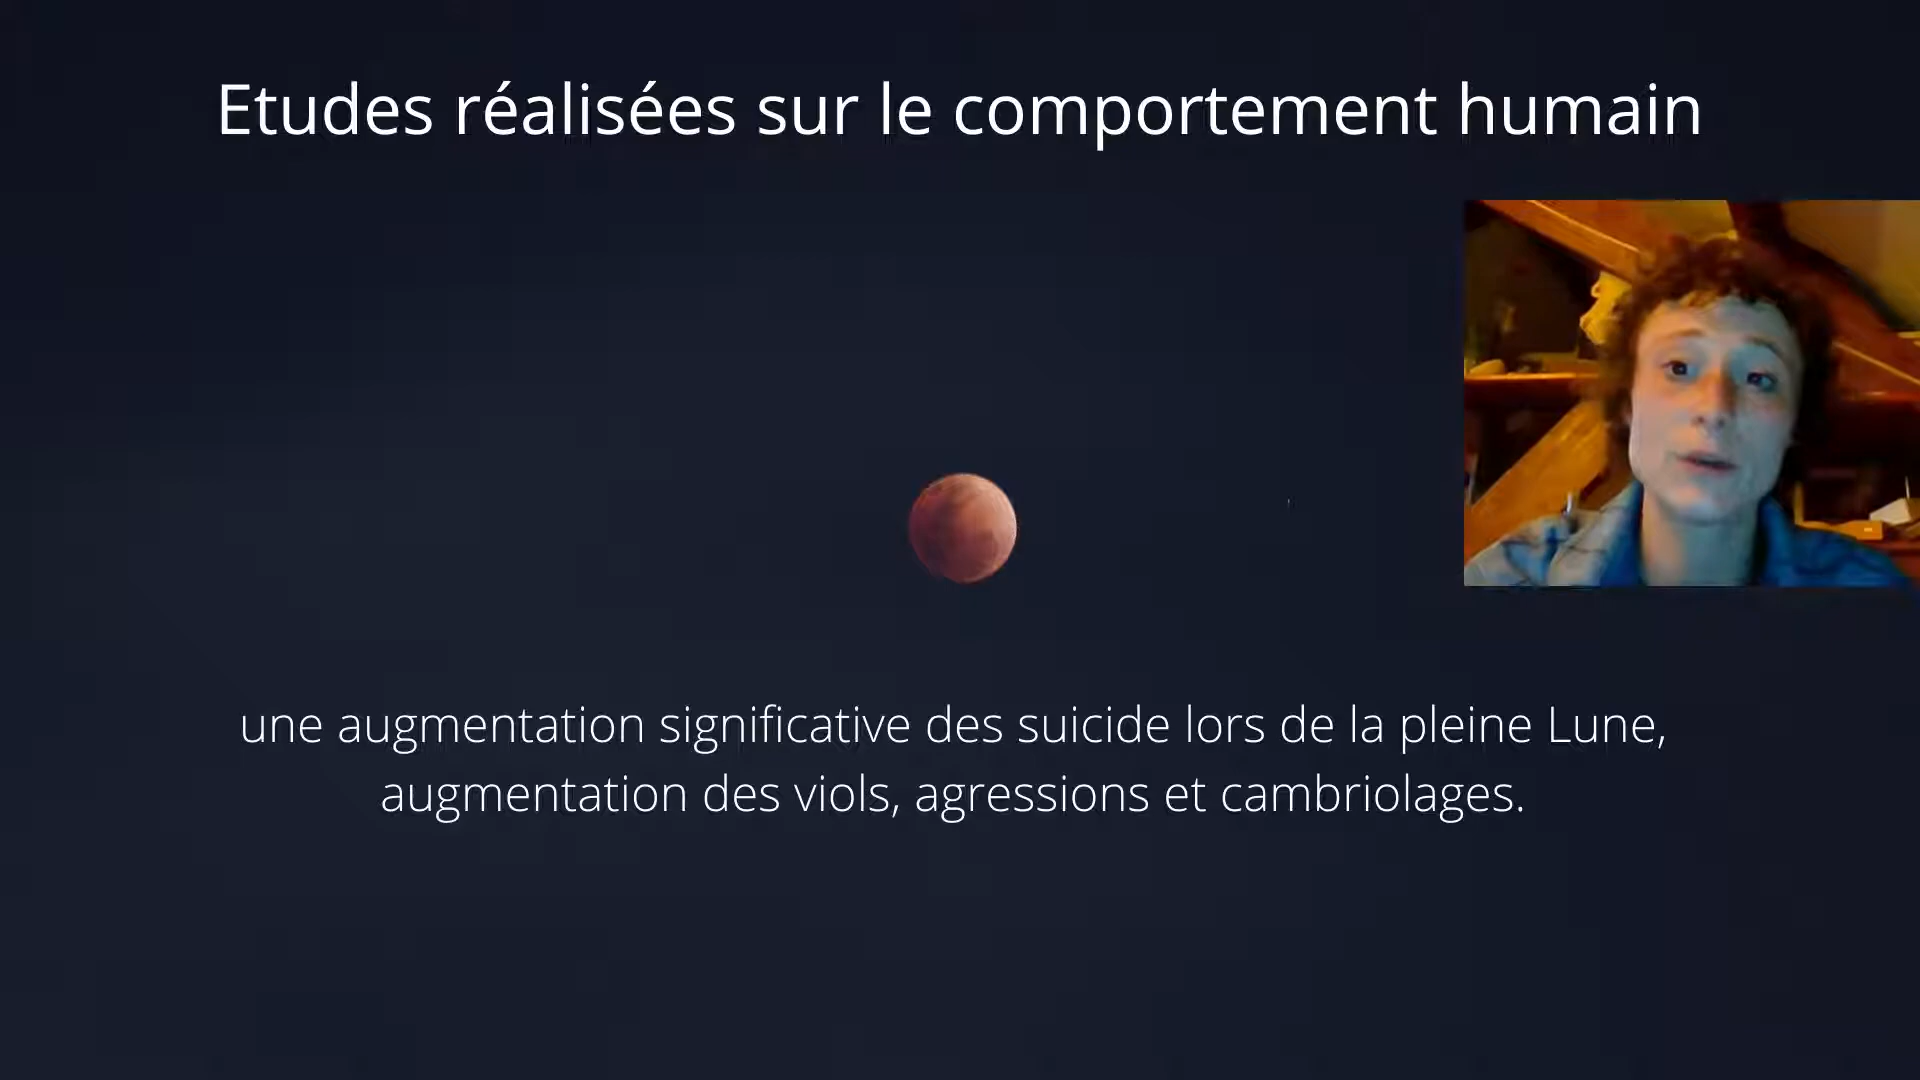 Etudes réalisées sur le comportement humain
une augmentation significative des suicide lors de la pleine Lune,
augmentation des viols, agressions et cambriolages.